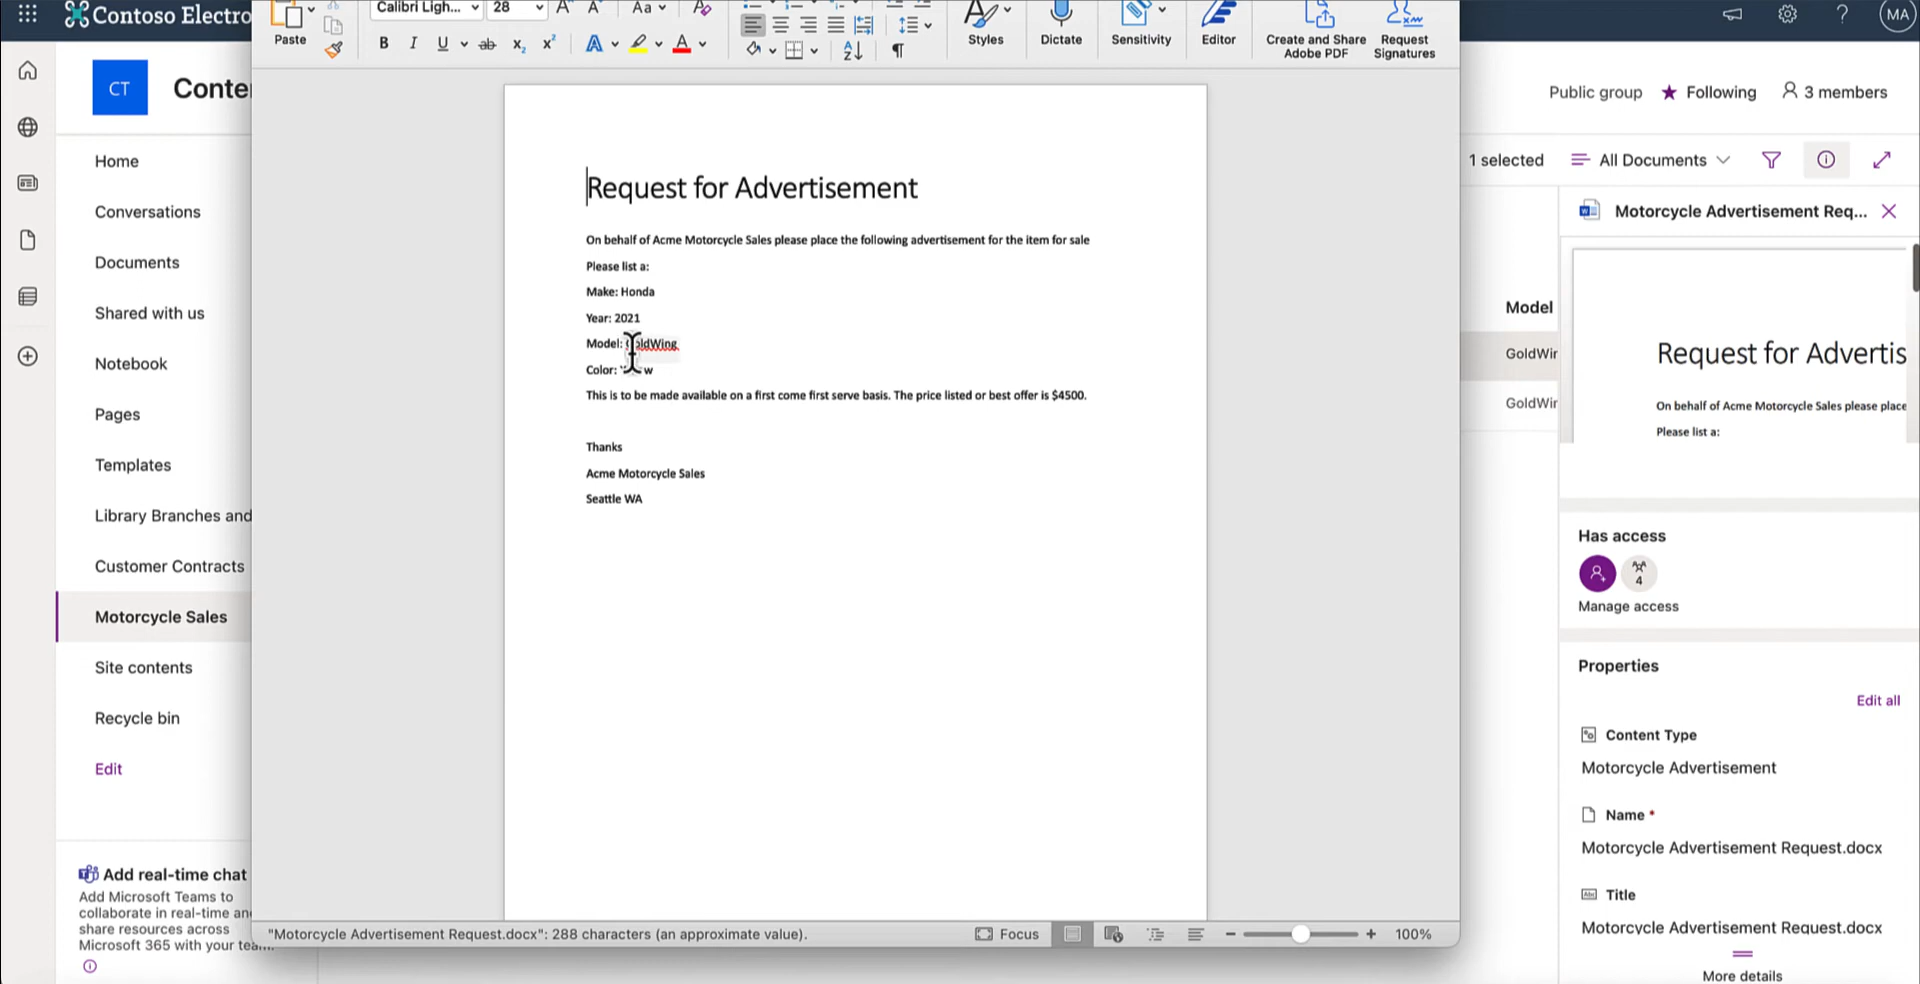 Contoso Electro
MA
Calibri Ligh...
28
Aa
Paste
B I U ab x₂ x² A A
Styles
Dictate
Sensitivity
Editor
Create and Share
Adobe PDF
Request
Signatures
CT
Conte
Public group
Following
3 members
Home
Conversations
Documents
Shared with us
Notebook
Pages
Templates
Library Branches and
Customer Contracts
Motorcycle Sales
Site contents
Recycle bin
Edit
Add real-time chat
Add Microsoft Teams to
collaborate in real-time an
share resources across
Microsoft 365 with your team.
Request for Advertisement
On behalf of Acme Motorcycle Sales please place the following advertisement for the item for sale
Please list a:
Make: Honda
Year: 2021
Model: GoldWing
Color:
This is to be made available on a first come first serve basis. The price listed or best offer is $4500.
Thanks
Acme Motorcycle Sales
Seattle WA
"Motorcycle Advertisement Request.docx": 288 characters (an approximate value).
Focus
100%
1 selected
All Documents
Model
GoldWir
GoldWir
Motorcycle Advertisement Req...
Request for Advertis
On behalf of Acme Motorcycle Sales please place
Please list a:
Has access
4
Manage access
Properties
Edit all
Content Type
Motorcycle Advertisement
Name *
Motorcycle Advertisement Request.docx
Title
Motorcycle Advertisement Request.docx
More details